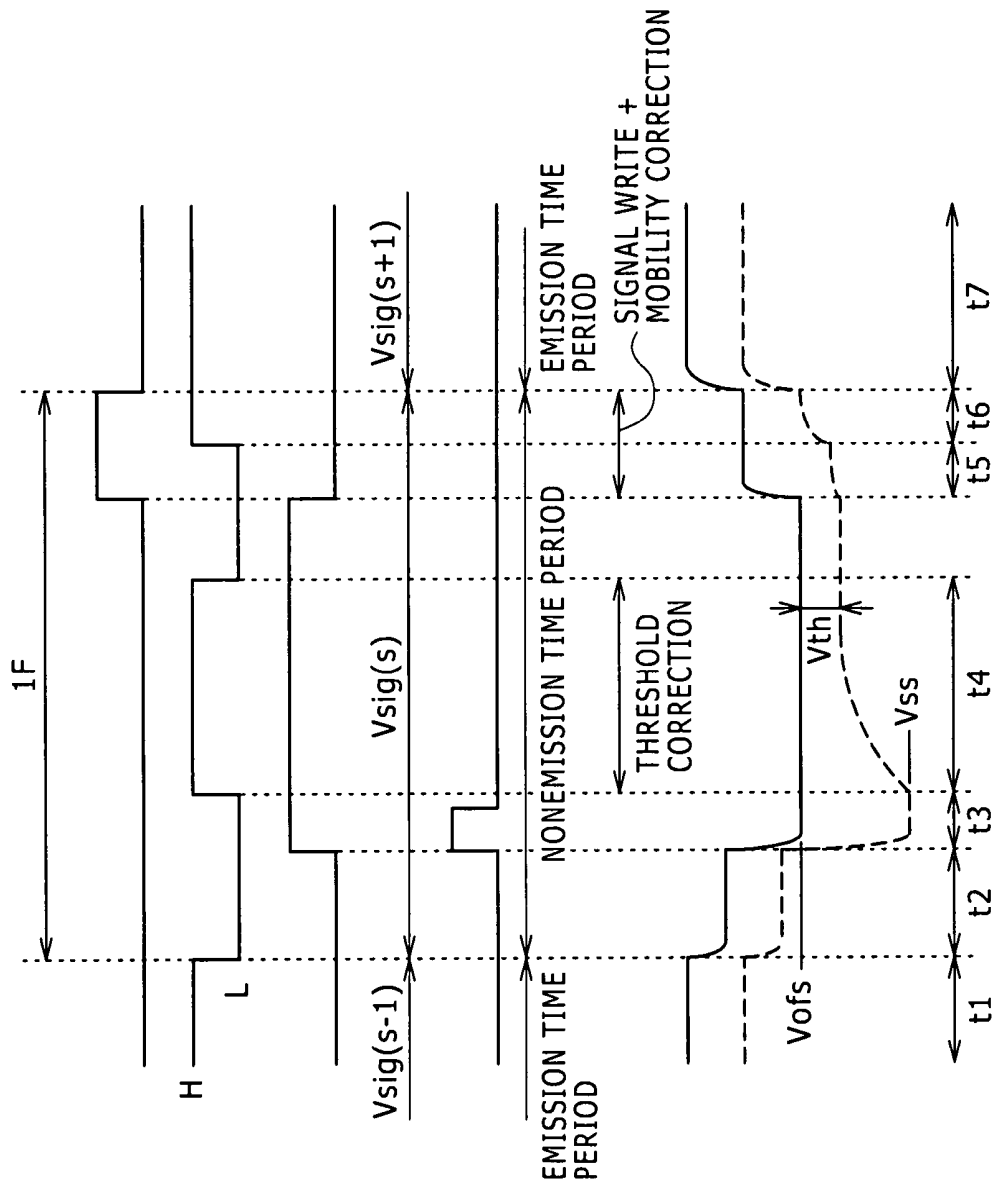 1F
H
L
Vsig(s-1)
Vsig(s)
Vsig(s+1)
EMISSION TIME
PERIOD
NONEMISSION TIME PERIOD
EMISSION TIME
PERIOD
THRESHOLD
CORRECTION
SIGNAL WRITE +
MOBILITY CORRECTION
Vofs
Vth
Vss
t1
t2
t3
t4
t5
t6
t7